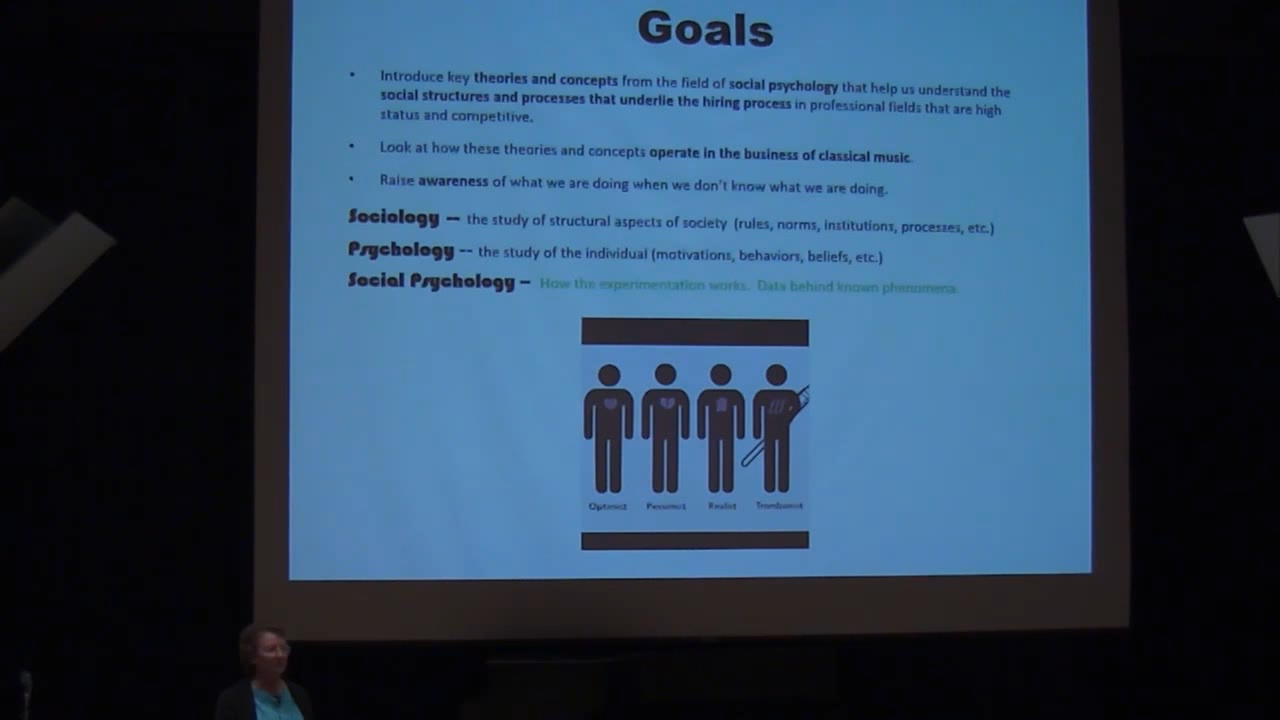 Goals
• Introduce key theories and concepts from the field of social psychology that help us understand the
social structures and processes that underlie the hiring process in professional fields that are high
status and competitive.
• Look at how these theories and concepts operate in the business of classical music.
• Raise awareness of what we are doing when we don't know what we are doing.
Sociology – the study of structural aspects of society (rules, norms, institutions, processes, etc.)
Psychology -- the study of the individual (motivations, behaviors, beliefs, etc.)
Social Psychology – How the experimentation works. Data behind known phenomena.
Optimist Pessimist Realist Trombonist